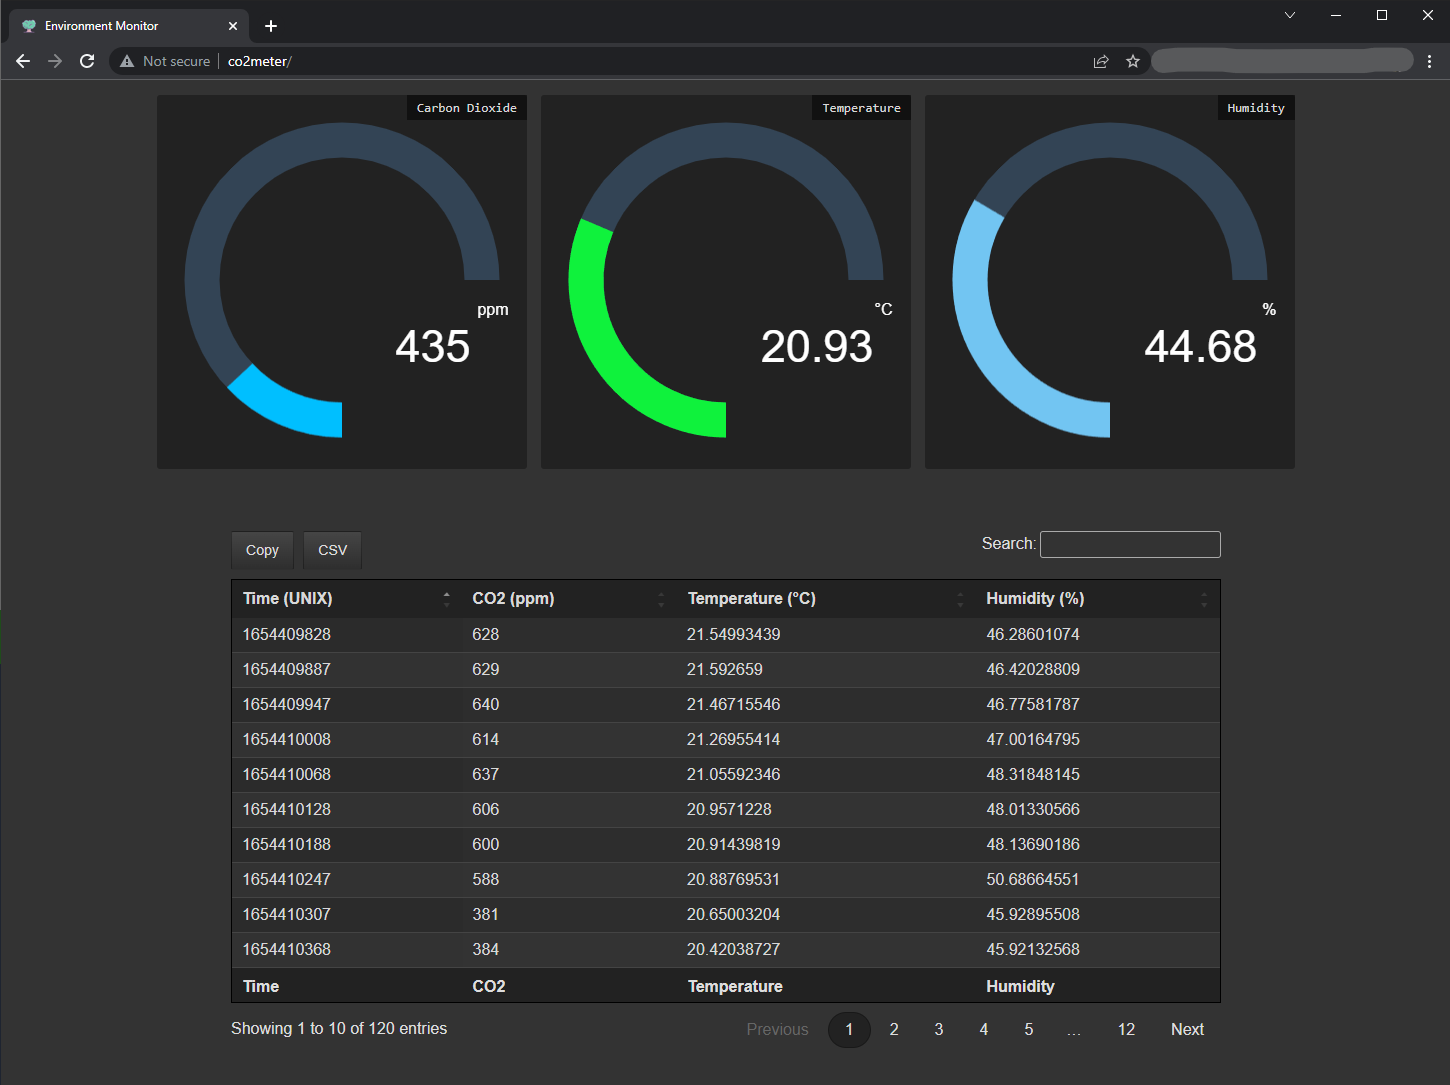 Environment Monitor
Not secure co2meter/
Carbon Dioxide
ppm
435
Temperature
°C
20.93
Humidity
%
44.68
Copy CSV Search:
Time (UNIX) CO2 (ppm) Temperature (°C) Humidity (%)
1654409828 628 21.54993439 46.28601074
1654409887 629 21.592659 46.42028809
1654409947 640 21.46715546 46.77581787
1654410008 614 21.26955414 47.00164795
1654410068 637 21.05592346 48.31848145
1654410128 606 20.9571228 48.01330566
1654410188 600 20.91439819 48.13690186
1654410247 588 20.88769531 50.68664551
1654410307 381 20.65003204 45.92895508
1654410368 384 20.42038727 45.92132568
Time CO2 Temperature Humidity
Showing 1 to 10 of 120 entries Previous 1 2 3 4 5 … 12 Next